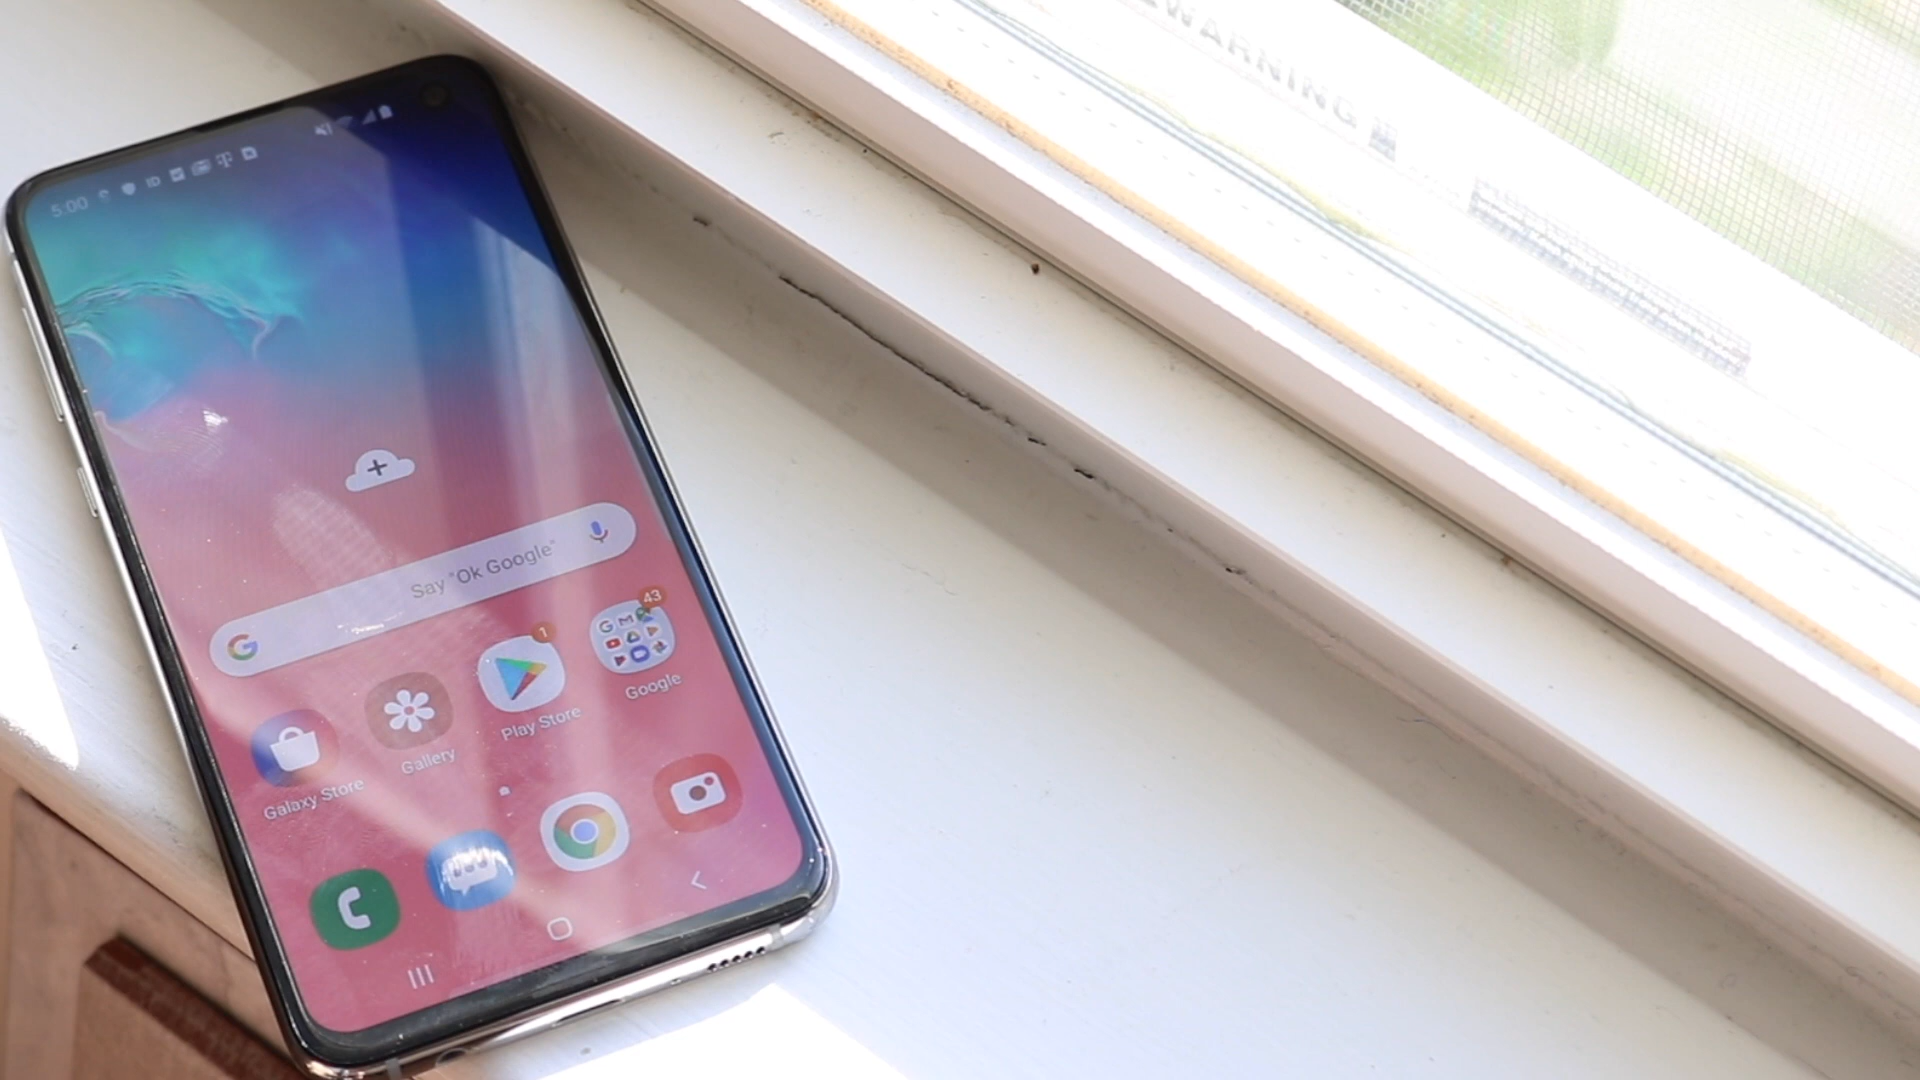 WARNING
5:00
Say "Ok Google"
43
1
Google
Play Store
Gallery
Galaxy Store